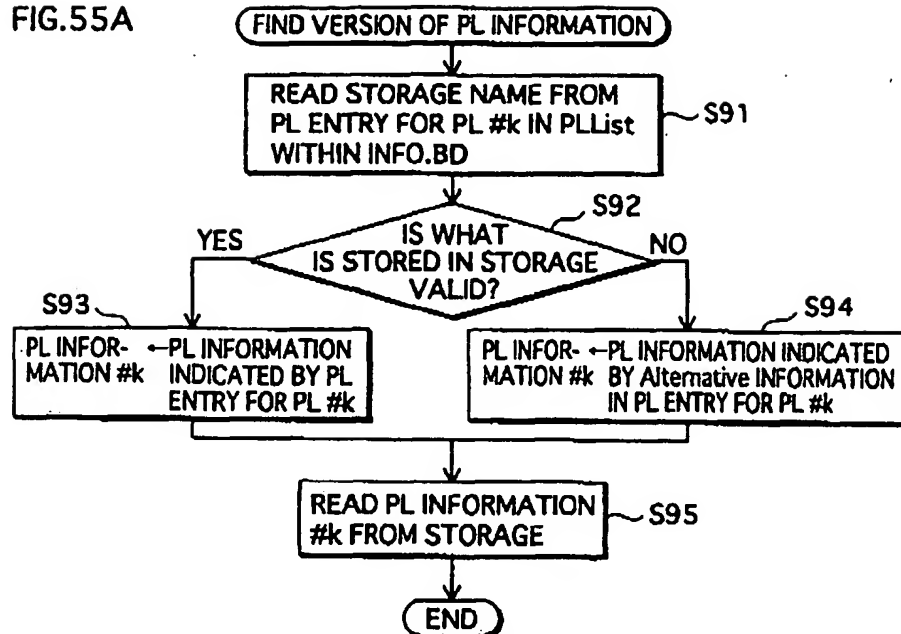 FIG.55A
FIND VERSION OF PL INFORMATION
READ STORAGE NAME FROM
PL ENTRY FOR PL #k IN PLList
WITHIN INFO.BD
S91
S92
IS WHAT
IS STORED IN STORAGE
VALID?
YES
NO
S93
PL INFOR- ←PL INFORMATION
MATION #k INDICATED BY PL
ENTRY FOR PL #k
S94
PL INFOR- ←PL INFORMATION INDICATED
MATION #k BY Alternative INFORMATION
IN PL ENTRY FOR PL #k
READ PL INFORMATION
#k FROM STORAGE
S95
END